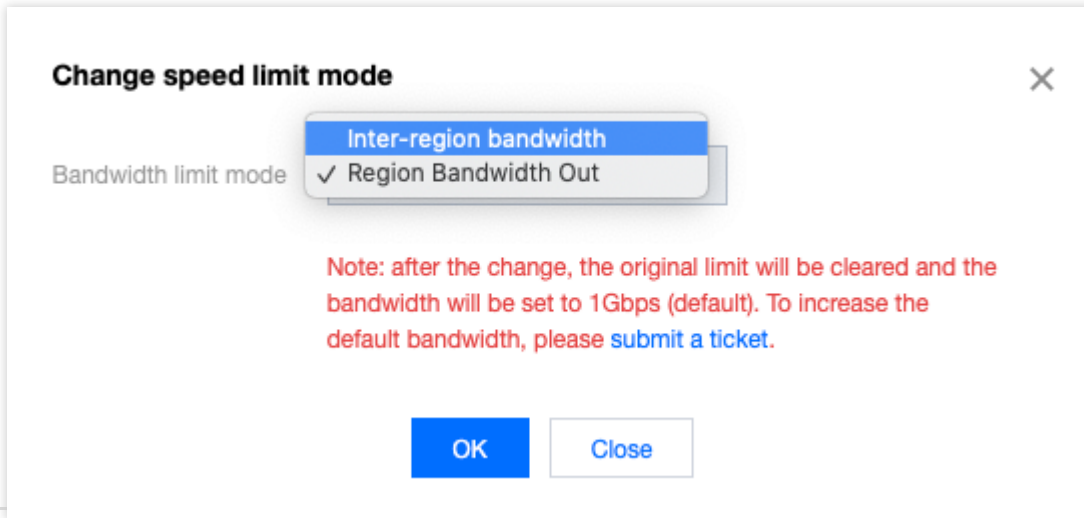 Change speed limit mode
Inter-region bandwidth
Bandwidth limit mode ✓ Region Bandwidth Out
Note: after the change, the original limit will be cleared and the
bandwidth will be set to 1Gbps (default). To increase the
default bandwidth, please submit a ticket.
OK Close